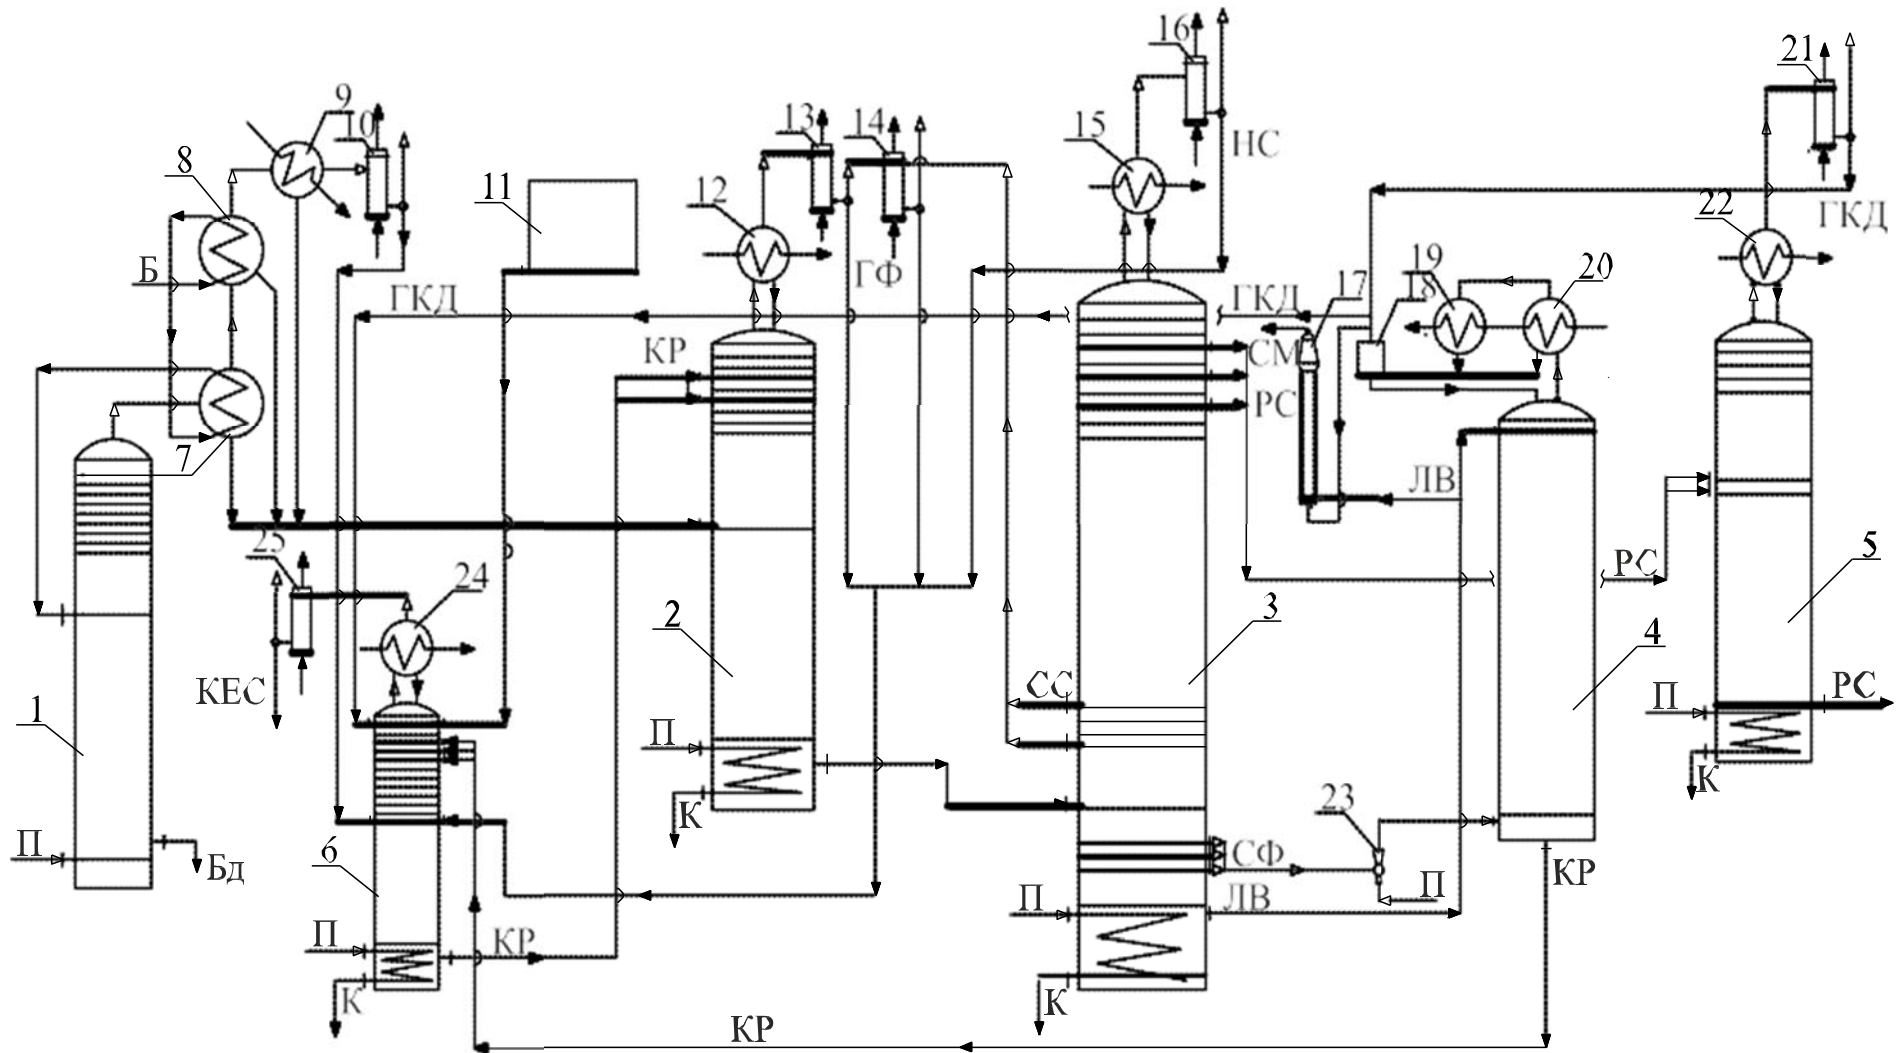 16
21
9
10
13
14
15
НС
8
11
12
22
ГКД
Б
ГФ
19
20
17
18
ГКД
ГКД
КР
СМ
РС
7
ЛВ
25
24
РС
5
2
3
4
КЕС
СС
РС
1
П
П
К
К
23
6
СФ
П
Бд
П
ЛВ
КР
П
КР
К
К
КР